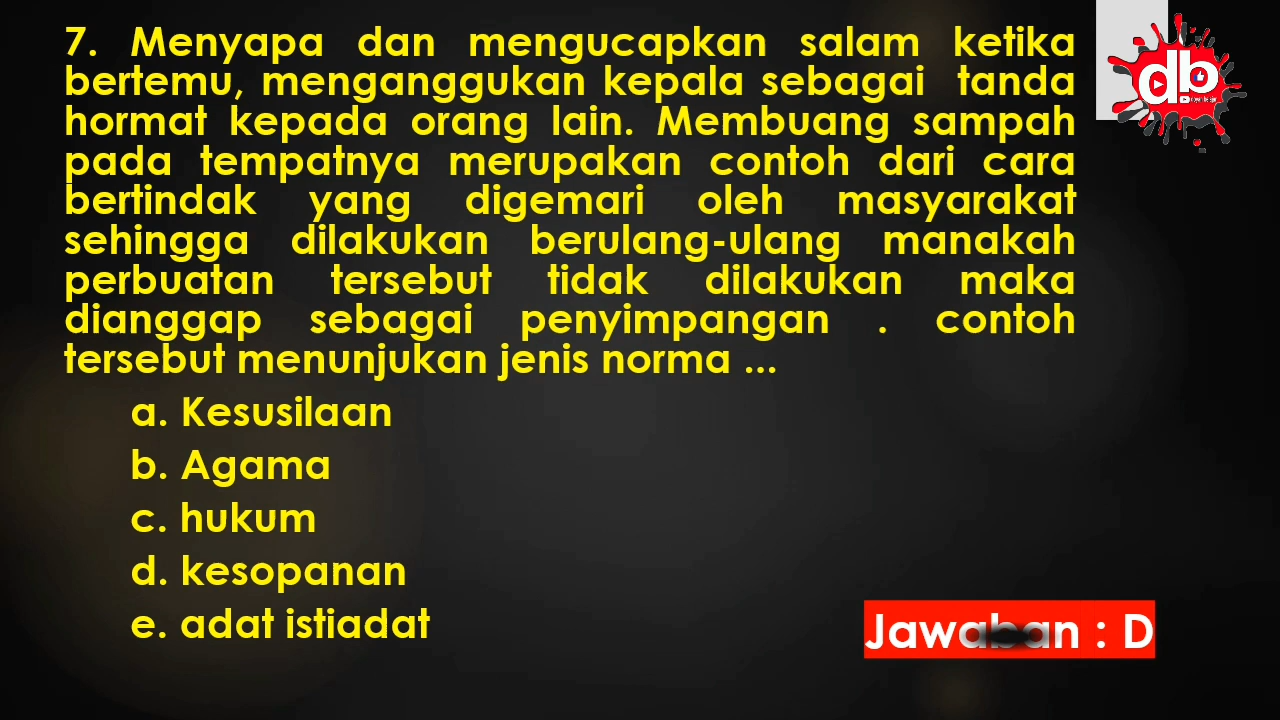 7. Menyapa dan mengucapkan salam ketika
bertemu, menganggukan kepala sebagai tanda
hormat kepada orang lain. Membuang sampah
pada tempatnya merupakan contoh dari cara
bertindak yang digemari oleh masyarakat
sehingga dilakukan berulang-ulang manakah
perbuatan tersebut tidak dilakukan maka
dianggap sebagai penyimpangan . contoh
tersebut menunjukan jenis norma ...
a. Kesusilaan
b. Agama
c. hukum
d. kesopanan
e. adat istiadat
Jawaban : D
db